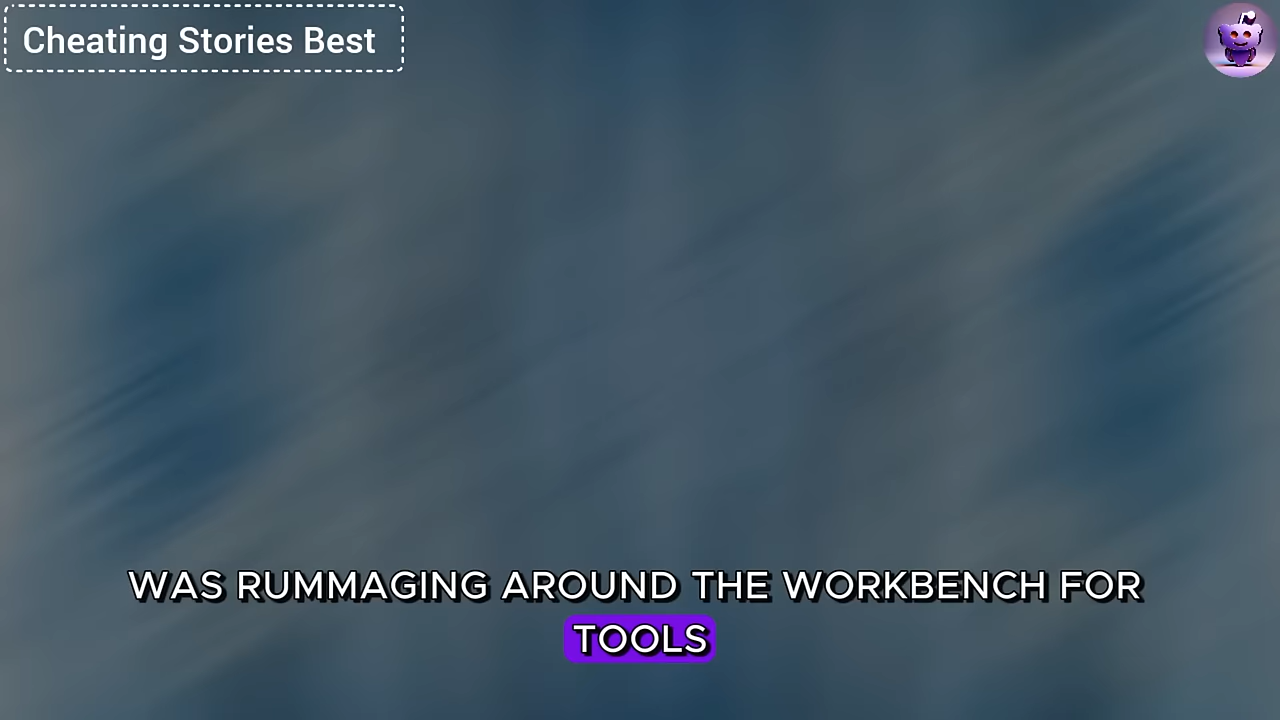 Cheating Stories Best
WAS RUMMAGING AROUND THE WORKBENCH FOR
TOOLS